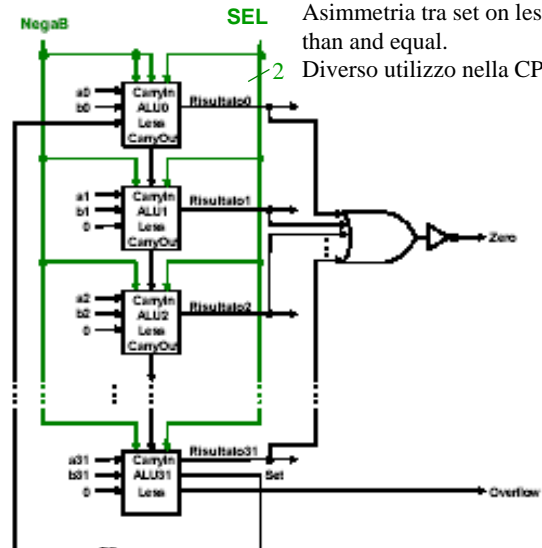 NegaB
SEL
Asimmetria tra set on les
than and equal.
2
Diverso utilizzo nella CP
a0
b0
CarryIn
ALU0
Less
CarryOut
Risultato0
a1
b1
0
CarryIn
ALU1
Less
CarryOut
Risultato1
Zero
a2
b2
0
CarryIn
ALU2
Less
CarryOut
Risultato2
a31
b31
0
CarryIn
ALU31
Less
Risultato31
Set
Overflow